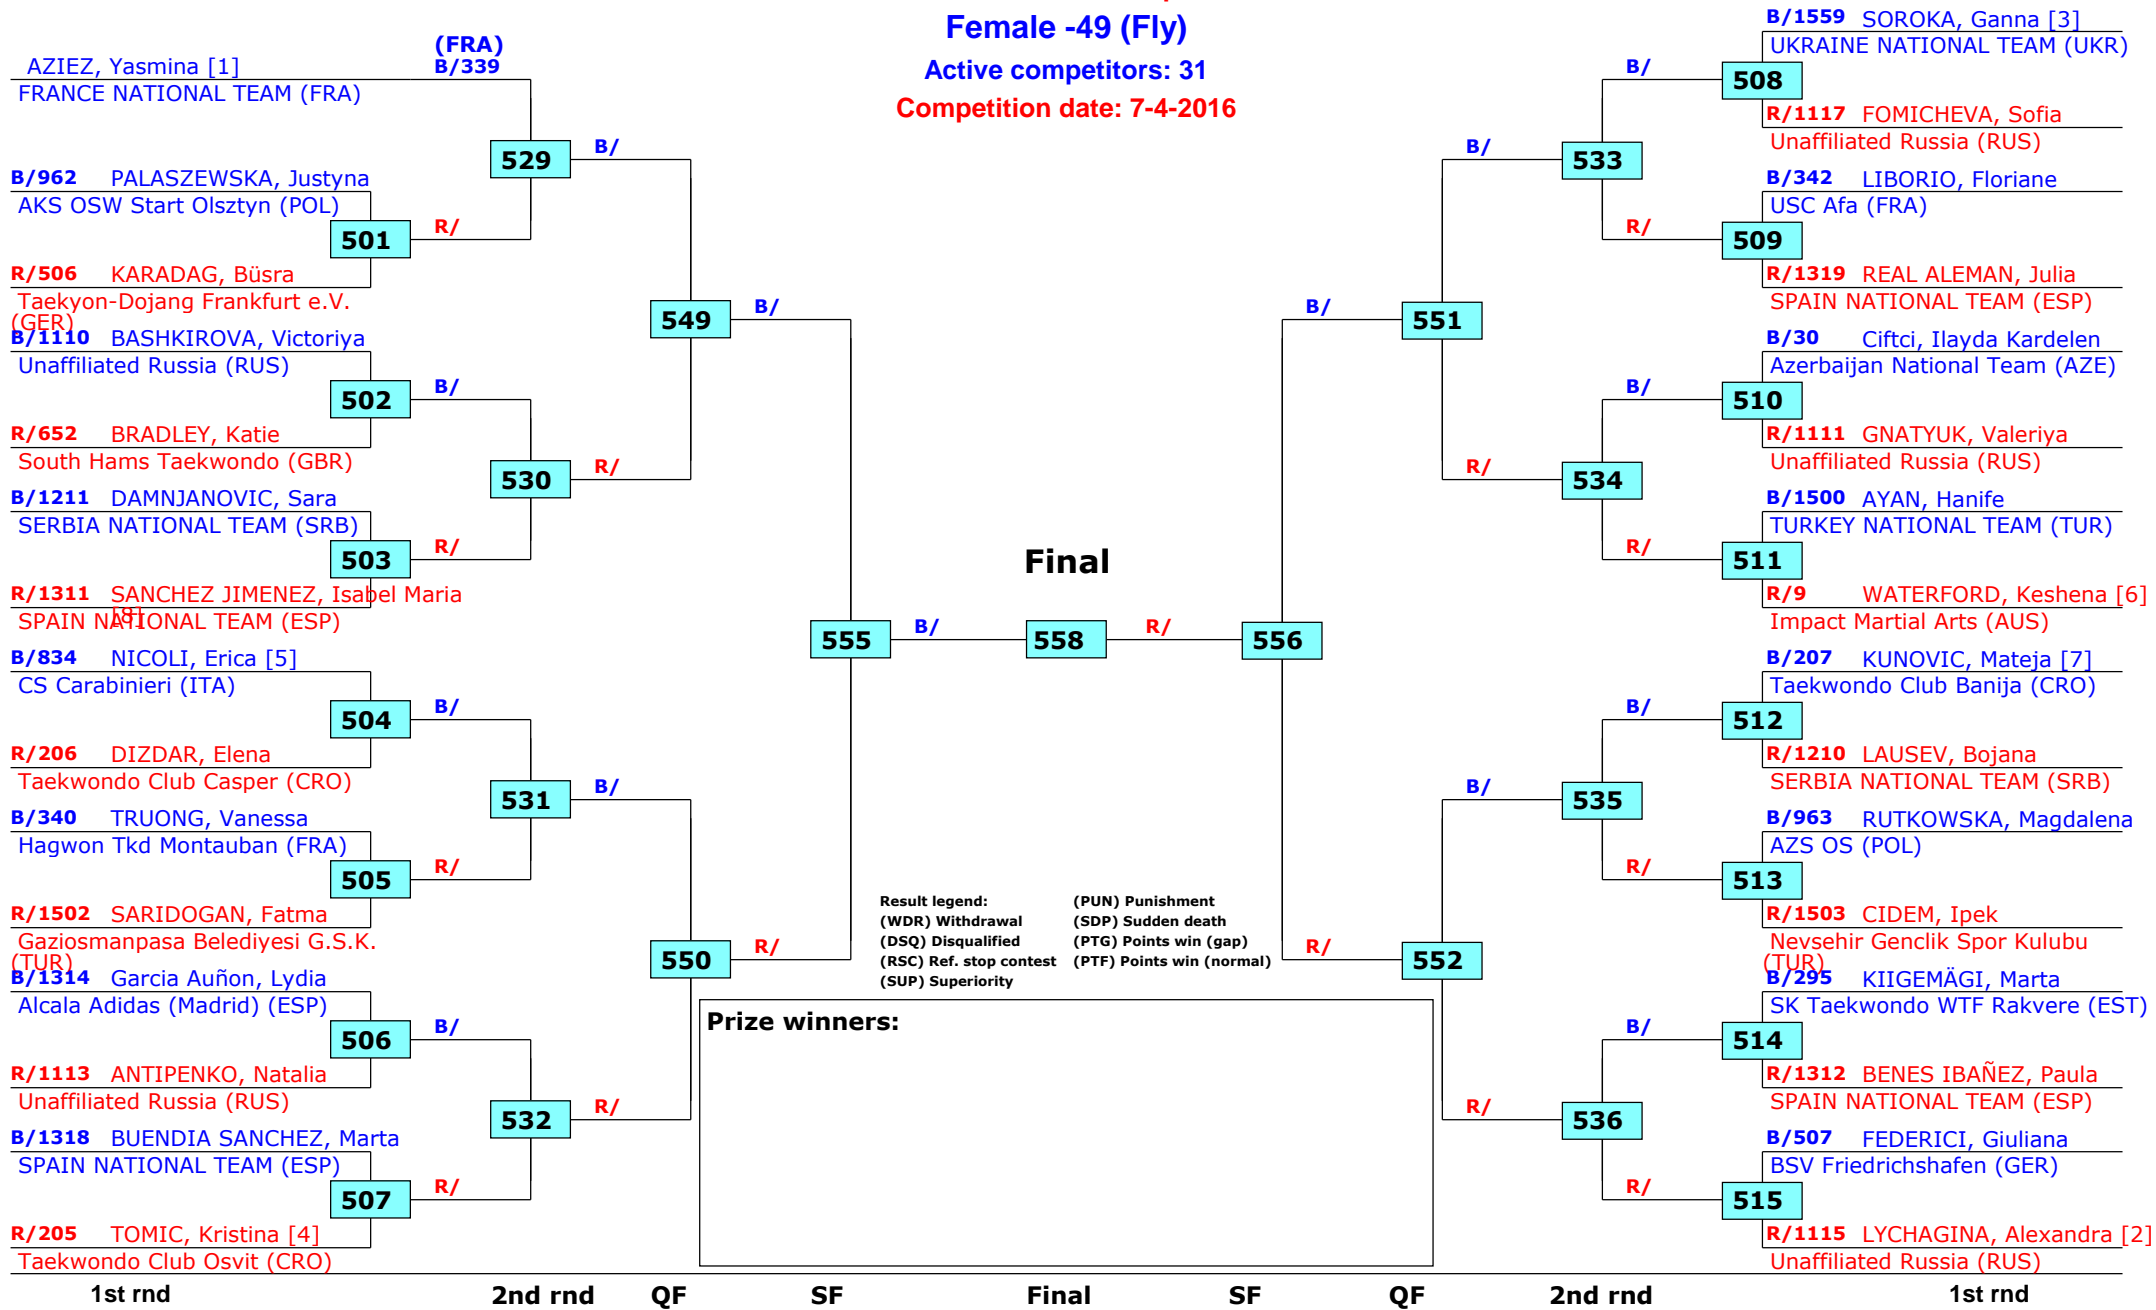 Female -49 (Fly)
Active competitors: 31
Competition date: 7-4-2016
(FRA)
AZIEZ, Yasmina [1] B/339
FRANCE NATIONAL TEAM (FRA)
529 B/
B/962 PALASZEWSKA, Justyna
AKS OSW Start Olsztyn (POL)
501 R/
R/506 KARADAG, Büsra
Taekyon-Dojang Frankfurt e.V.
(GER)
B/1110 BASHKIROVA, Victoriya
Unaffiliated Russia (RUS)
549 B/
502 B/
R/652 BRADLEY, Katie
South Hams Taekwondo (GBR)
530 R/
B/1211 DAMNJANOVIC, Sara
SERBIA NATIONAL TEAM (SRB)
503 R/
R/1311 SANCHEZ JIMENEZ, Isabel Maria
[8]
SPAIN NATIONAL TEAM (ESP)
555 B/
B/834 NICOLI, Erica [5]
CS Carabinieri (ITA)
504 B/
R/206 DIZDAR, Elena
Taekwondo Club Casper (CRO)
531 B/
B/340 TRUONG, Vanessa
Hagwon Tkd Montauban (FRA)
505 R/
R/1502 SARIDOGAN, Fatma
Gaziosmanpasa Belediyesi G.S.K.
(TUR)
550 R/
B/1314 Garcia Auñon, Lydia
Alcala Adidas (Madrid) (ESP)
506 B/
R/1113 ANTIPENKO, Natalia
Unaffiliated Russia (RUS)
532 R/
B/1318 BUENDIA SANCHEZ, Marta
SPAIN NATIONAL TEAM (ESP)
507 R/
R/205 TOMIC, Kristina [4]
Taekwondo Club Osvit (CRO)
Final
558 R/
Result legend: (PUN) Punishment
(WDR) Withdrawal (SDP) Sudden death
(DSQ) Disqualified (PTG) Points win (gap)
(RSC) Ref. stop contest (PTF) Points win (normal)
(SUP) Superiority
Prize winners:
B/1559 SOROKA, Ganna [3]
UKRAINE NATIONAL TEAM (UKR)
B/ 508
R/1117 FOMICHEVA, Sofia
Unaffiliated Russia (RUS)
B/ 533
B/342 LIBORIO, Floriane
USC Afa (FRA)
R/ 509
R/1319 REAL ALEMAN, Julia
SPAIN NATIONAL TEAM (ESP)
B/ 551
B/30 Ciftci, Ilayda Kardelen
Azerbaijan National Team (AZE)
B/ 510
R/1111 GNATYUK, Valeriya
Unaffiliated Russia (RUS)
R/ 534
B/1500 AYAN, Hanife
TURKEY NATIONAL TEAM (TUR)
R/ 511
R/9 WATERFORD, Keshena [6]
Impact Martial Arts (AUS)
556
B/207 KUNOVIC, Mateja [7]
Taekwondo Club Banija (CRO)
B/ 512
R/1210 LAUSEV, Bojana
SERBIA NATIONAL TEAM (SRB)
B/ 535
B/963 RUTKOWSKA, Magdalena
AZS OS (POL)
R/ 513
R/1503 CIDEM, Ipek
Nevsehir Genclik Spor Kulubu
(TUR)
R/ 552
B/295 KIIGEMÄGI, Marta
SK Taekwondo WTF Rakvere (EST)
B/ 514
R/1312 BENES IBAÑEZ, Paula
SPAIN NATIONAL TEAM (ESP)
R/ 536
B/507 FEDERICI, Giuliana
BSV Friedrichshafen (GER)
R/ 515
R/1115 LYCHAGINA, Alexandra [2]
Unaffiliated Russia (RUS)
1st rnd 2nd rnd QF SF Final SF QF 2nd rnd 1st rnd